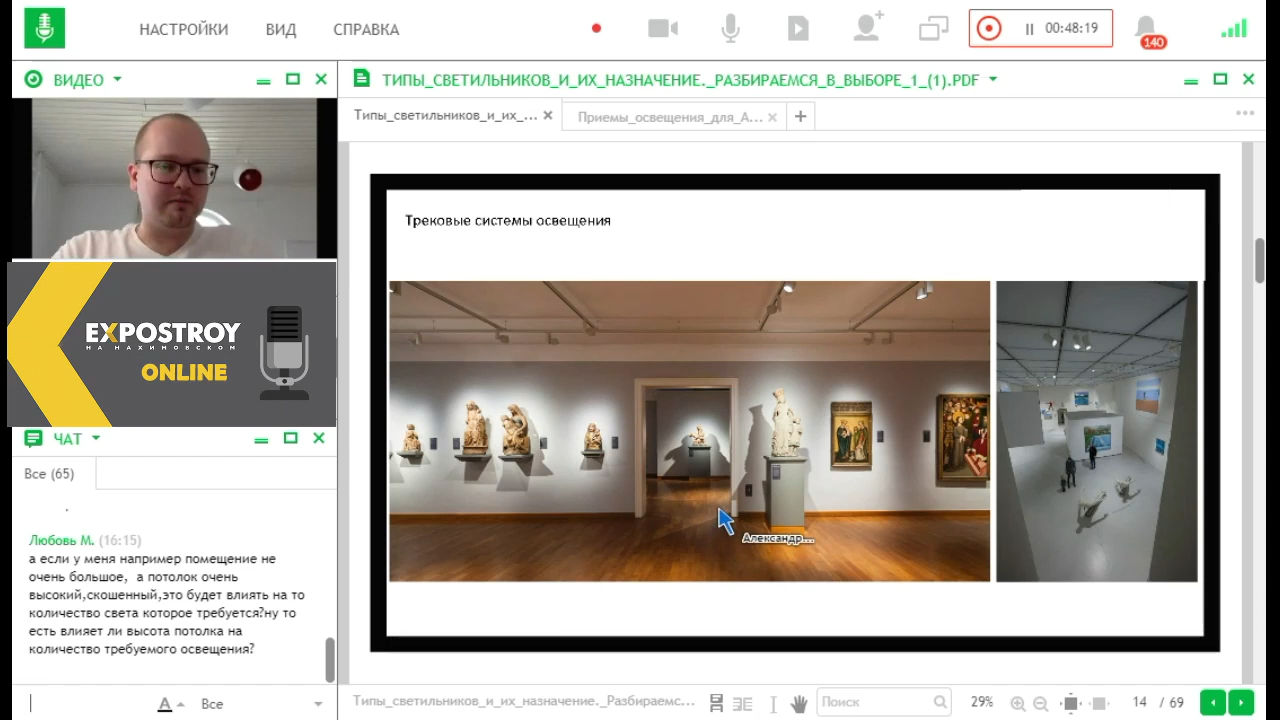 НАСТРОЙКИ ВИД СПРАВКА
00:48:19
140
ВИДЕО
ТИПЫ_СВЕТИЛЬНИКОВ_И_ИХ_НАЗНАЧЕНИЕ._РАЗБИРАЕМСЯ_В_ВЫБОРЕ_1_(1).PDF
Типы_светильников_и_их_...
Приемы_освещения_для_А...
Трековые системы освещения
EXPOSTROY
НА НАХИМОВСКОМ
ONLINE
Александр...
ЧАТ
Все (65)
Любовь М. (16:15)
а если у меня например помещение не
очень большое, а потолок очень
высокий,скошенный,это будет влиять на то
количество света которое требуется?ну то
есть влияет ли высота потолка на
количество требуемого освещения?
А
Все
Типы_светильников_и_их_назначение._Разбираемс...
Поиск
29%
14 / 69